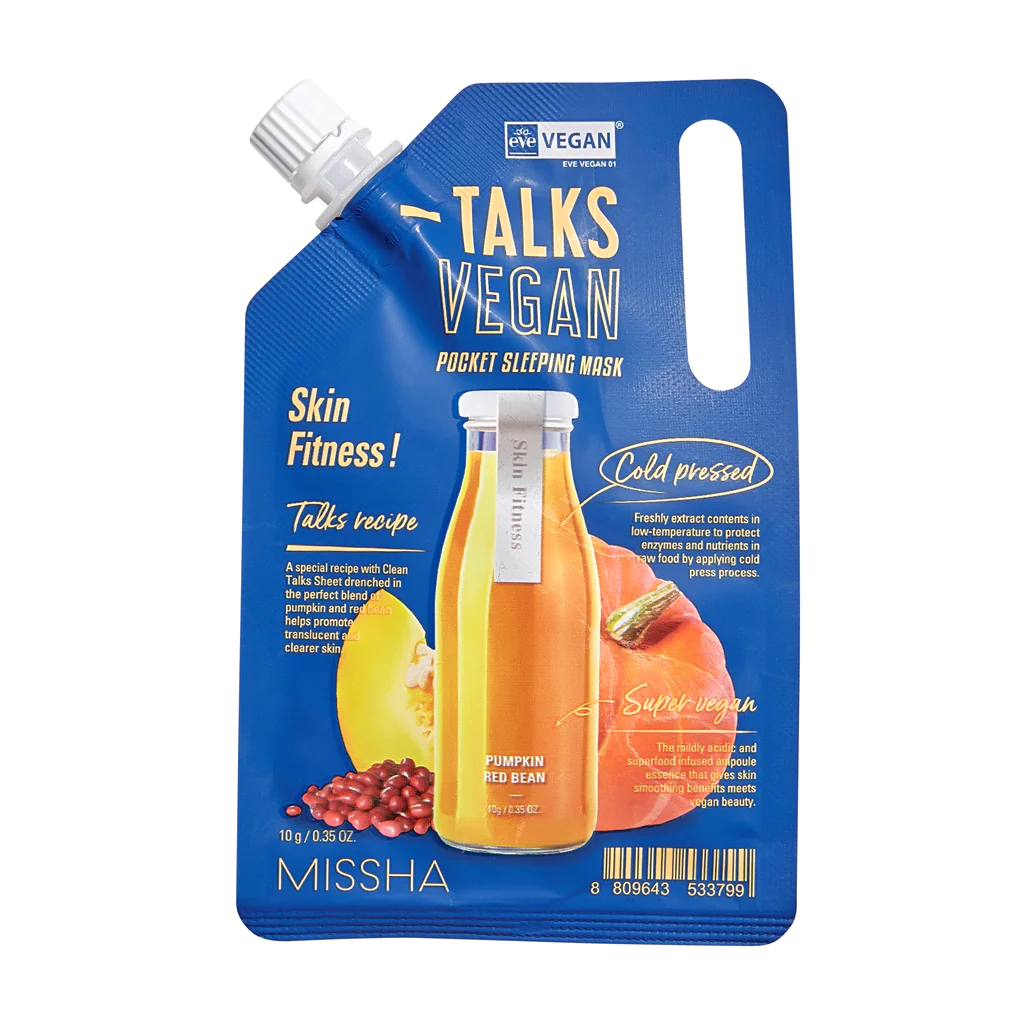 eve VEGAN®
EVE VEGAN 01
TALKS
VEGAN
POCKET SLEEPING MASK
Skin
Fitness!
Talks recipe
A special recipe with Clean
Talks Sheet drenched in
the perfect blend of
pumpkin and red bean
helps promote
translucent and
clearer skin.
Skin Fitness
Cold pressed
Freshly extract contents in
low-temperature to protect
enzymes and nutrients in
raw food by applying cold
press process.
Super vegan
The mildly acidic and
superfood infused ampoule
essence that gives skin
smoothing benefits meets
vegan beauty.
PUMPKIN
RED BEAN
10g / 0.35 OZ.
10 g / 0.35 OZ.
MISSHA
8 809643 533799